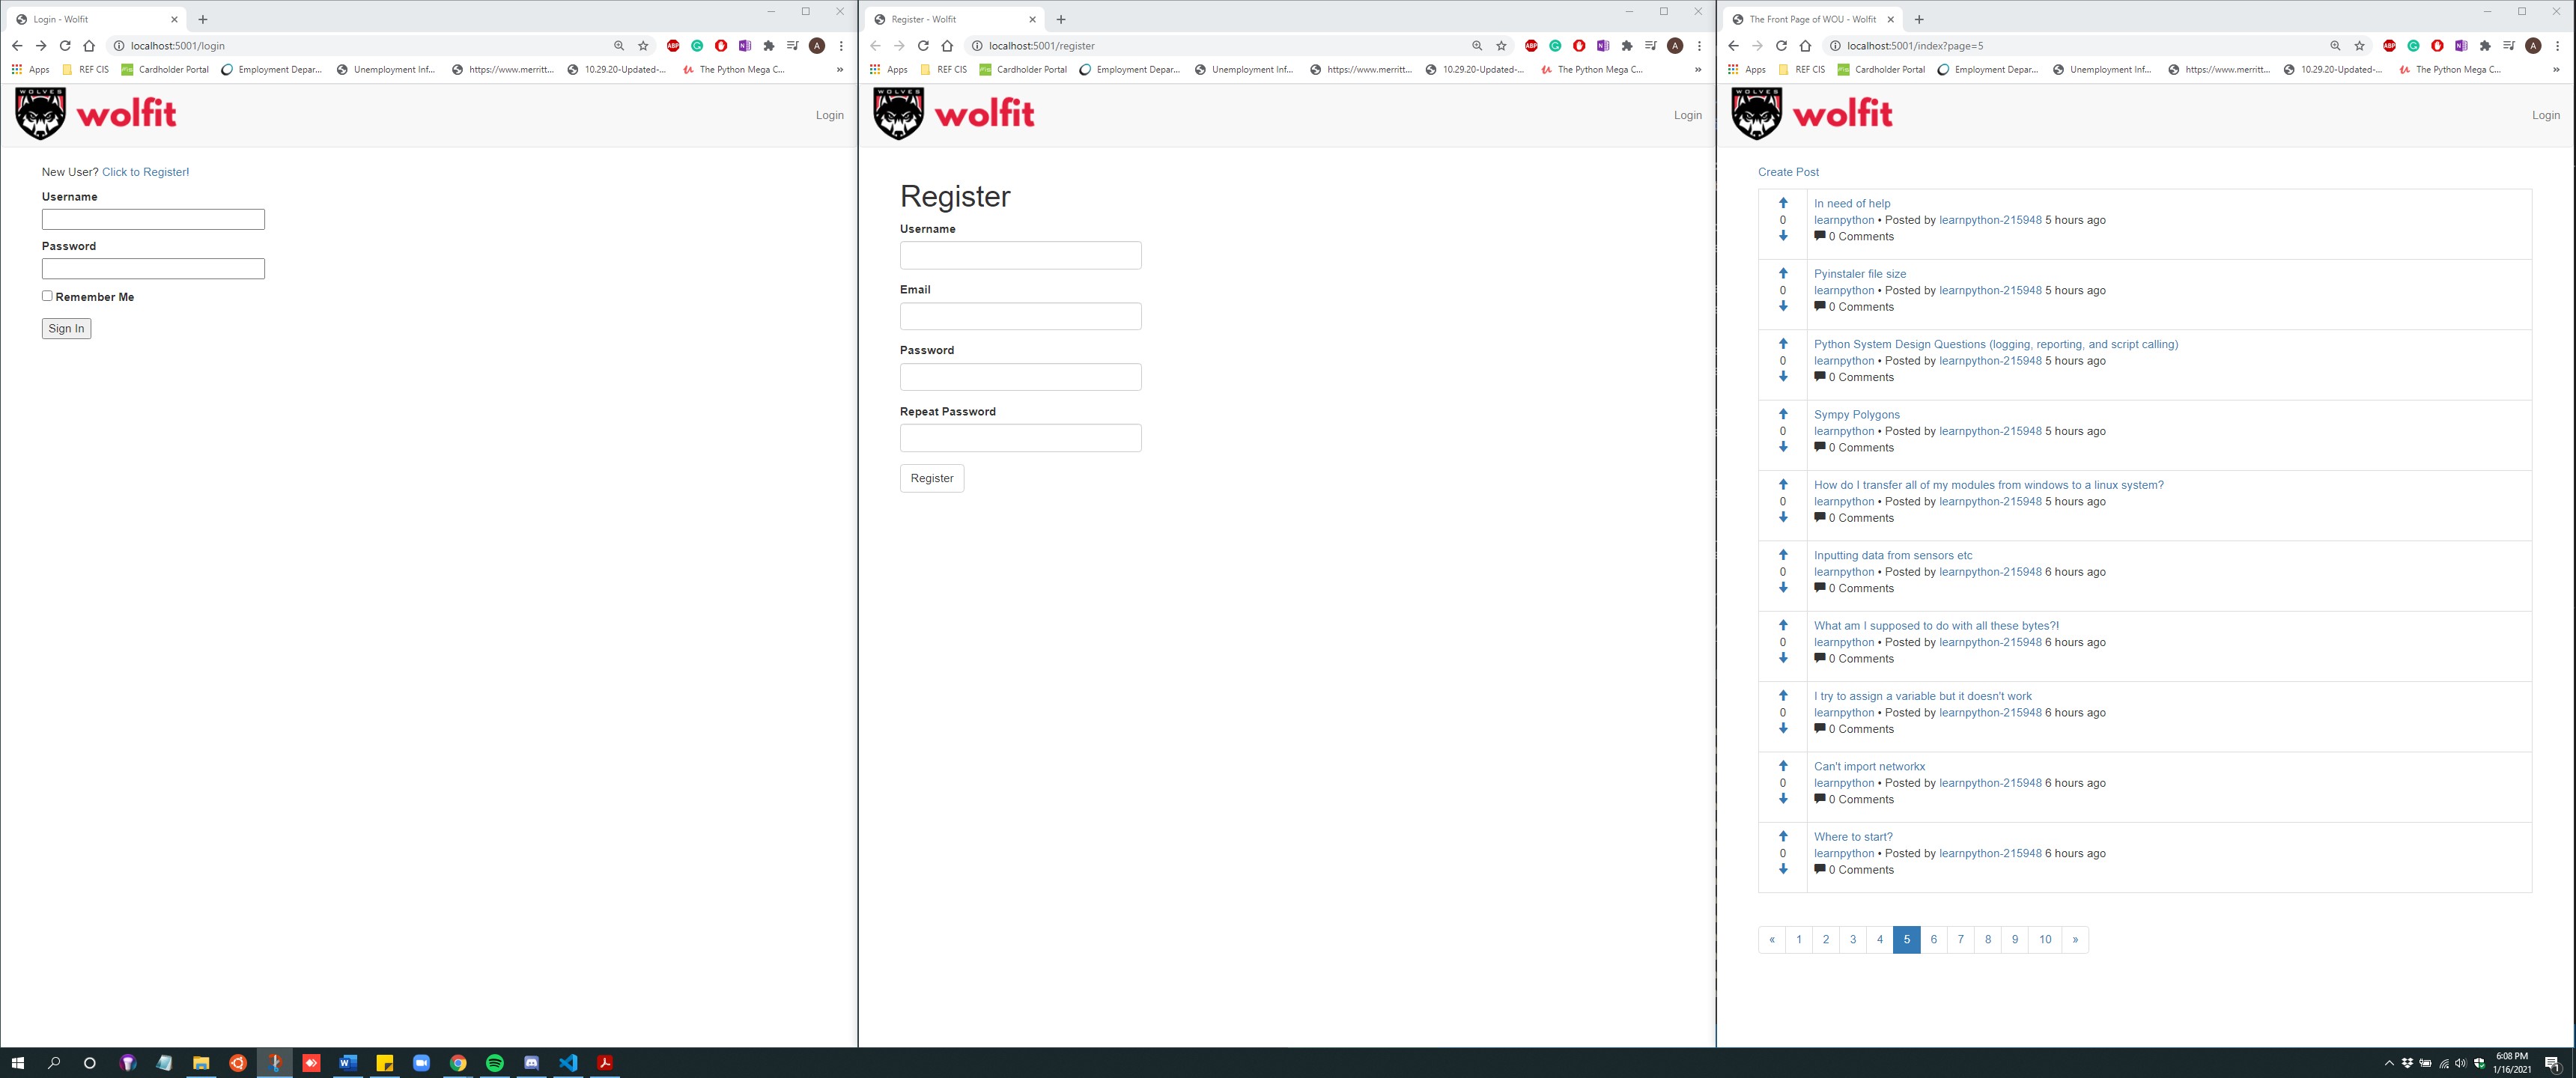 Login - Wolfit
localhost:5001/login
Apps REF CIS Cardholder Portal Employment Depar... Unemployment Inf... https://www.merritt... 10.29.20-Updated-... The Python Mega C... »
WOLVES wolfit Login
New User? Click to Register!
Username
Password
Remember Me
Sign In
Register - Wolfit
localhost:5001/register
Apps REF CIS Cardholder Portal Employment Depar... Unemployment Inf... https://www.merritt... 10.29.20-Updated-... The Python Mega C... »
WOLVES wolfit Login
Register
Username
Email
Password
Repeat Password
Register
The Front Page of WOU - Wolfit
localhost:5001/index?page=5
Apps REF CIS Cardholder Portal Employment Depar... Unemployment Inf... https://www.merritt... 10.29.20-Updated-... The Python Mega C... »
WOLVES wolfit Login
Create Post
In need of help
0 learnpython • Posted by learnpython-215948 5 hours ago
0 Comments
Pyinstaler file size
0 learnpython • Posted by learnpython-215948 5 hours ago
0 Comments
Python System Design Questions (logging, reporting, and script calling)
0 learnpython • Posted by learnpython-215948 5 hours ago
0 Comments
Sympy Polygons
0 learnpython • Posted by learnpython-215948 5 hours ago
0 Comments
How do I transfer all of my modules from windows to a linux system?
0 learnpython • Posted by learnpython-215948 5 hours ago
0 Comments
Inputting data from sensors etc
0 learnpython • Posted by learnpython-215948 6 hours ago
0 Comments
What am I supposed to do with all these bytes?!
0 learnpython • Posted by learnpython-215948 6 hours ago
0 Comments
I try to assign a variable but it doesn't work
0 learnpython • Posted by learnpython-215948 6 hours ago
0 Comments
Can't import networkx
0 learnpython • Posted by learnpython-215948 6 hours ago
0 Comments
Where to start?
0 learnpython • Posted by learnpython-215948 6 hours ago
0 Comments
« 1 2 3 4 5 6 7 8 9 10 »
6:08 PM
1/16/2021